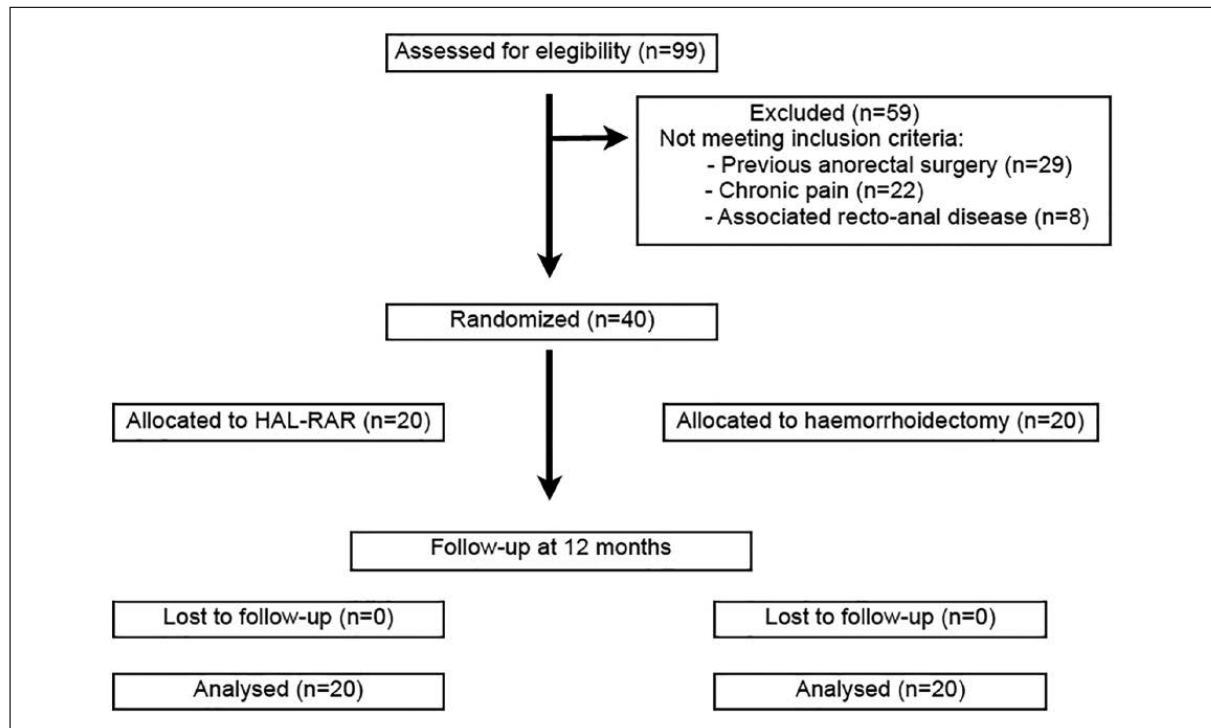 Assessed for elegibility (n=99)
Excluded (n=59)
Not meeting inclusion criteria:
- Previous anorectal surgery (n=29)
- Chronic pain (n=22)
- Associated recto-anal disease (n=8)
Randomized (n=40)
Allocated to HAL-RAR (n=20)
Allocated to haemorrhoidectomy (n=20)
Follow-up at 12 months
Lost to follow-up (n=0)
Lost to follow-up (n=0)
Analysed (n=20)
Analysed (n=20)